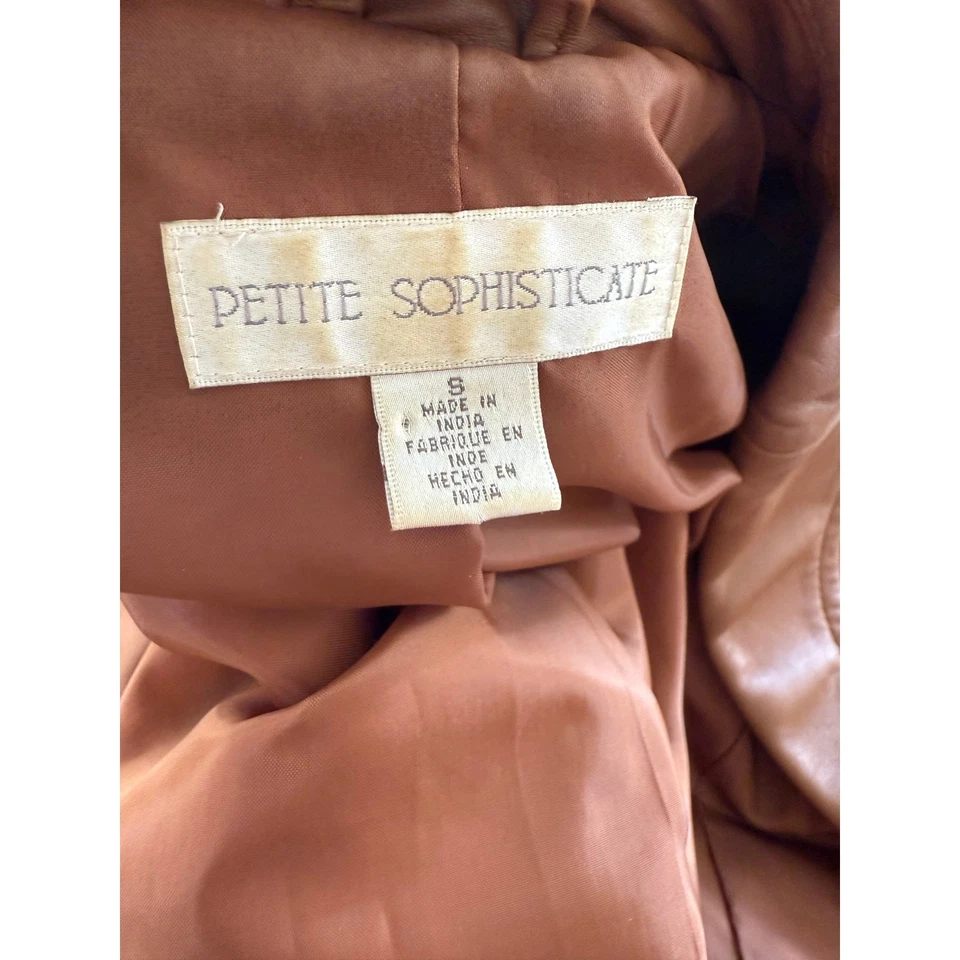 PETITE SOPHISTICATE
S
MADE IN
INDIA
FABRIQUE EN
INDE
HECHO EN
INDIA